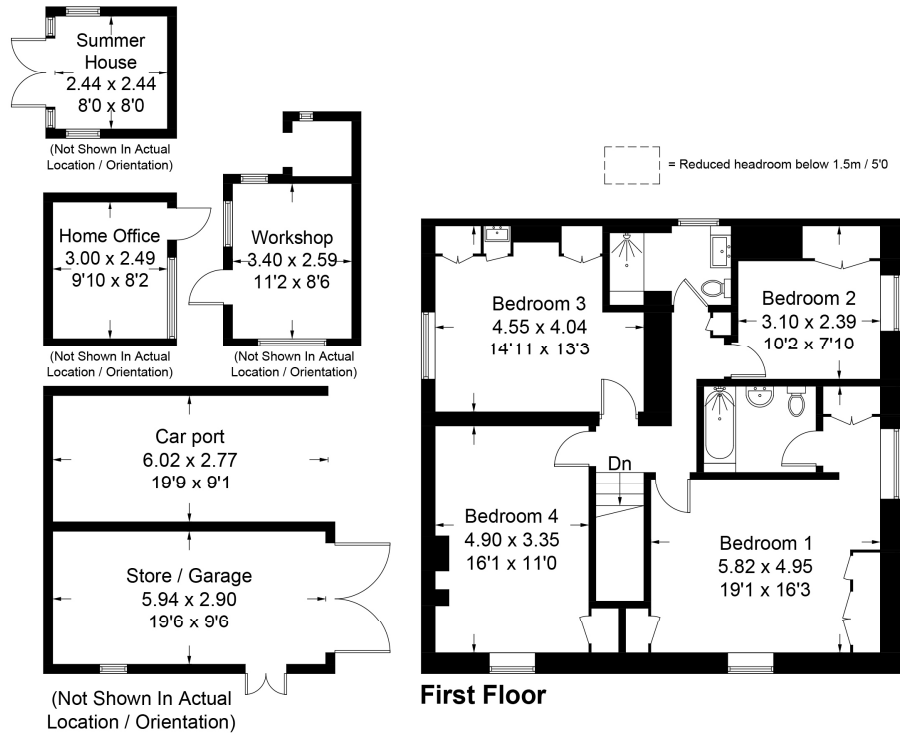 Summer
House
2.44 x 2.44
8'0 x 8'0
(Not Shown In Actual
Location / Orientation)
= Reduced headroom below 1.5m / 5'0
Home Office
3.00 x 2.49
9'10 x 8'2
(Not Shown In Actual
Location / Orientation)
Workshop
3.40 x 2.59
11'2 x 8'6
(Not Shown In Actual
Location / Orientation)
Car port
6.02 x 2.77
19'9 x 9'1
Store / Garage
5.94 x 2.90
19'6 x 9'6
(Not Shown In Actual
Location / Orientation)
Bedroom 3
4.55 x 4.04
14'11 x 13'3
Bedroom 2
3.10 x 2.39
10'2 x 7'10
Dn
Bedroom 4
4.90 x 3.35
16'1 x 11'0
Bedroom 1
5.82 x 4.95
19'1 x 16'3
First Floor